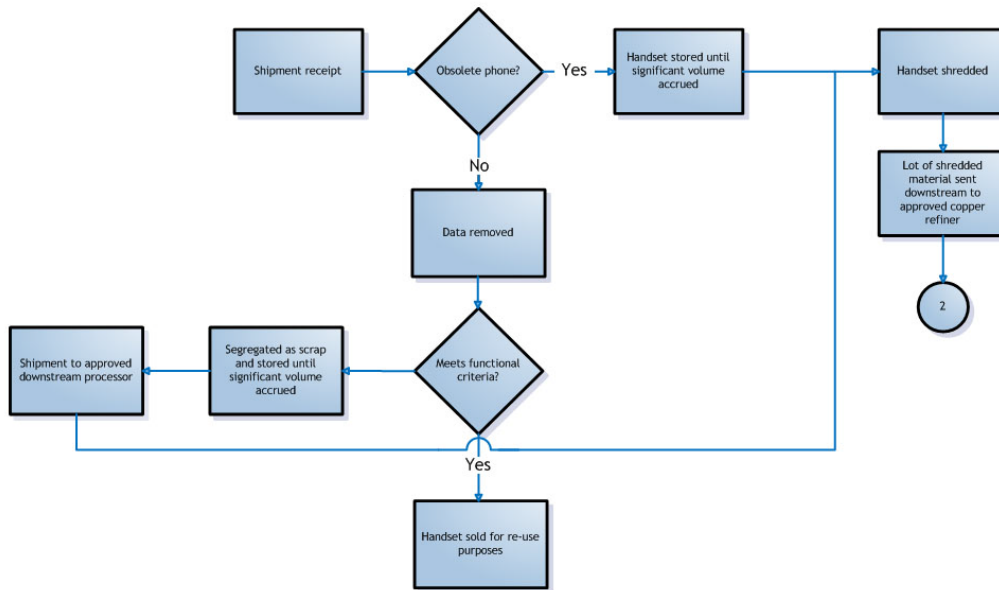 Shipment receipt
Obsolete phone?
Yes
Handset stored until
significant volume
accrued
Handset shredded
No
Lot of shredded
material sent
downstream to
approved copper
refiner
Data removed
2
Shipment to approved
downstream processor
Segregated as scrap
and stored until
significant volume
accrued
Meets functional
criteria?
Yes
Handset sold for re-use
purposes